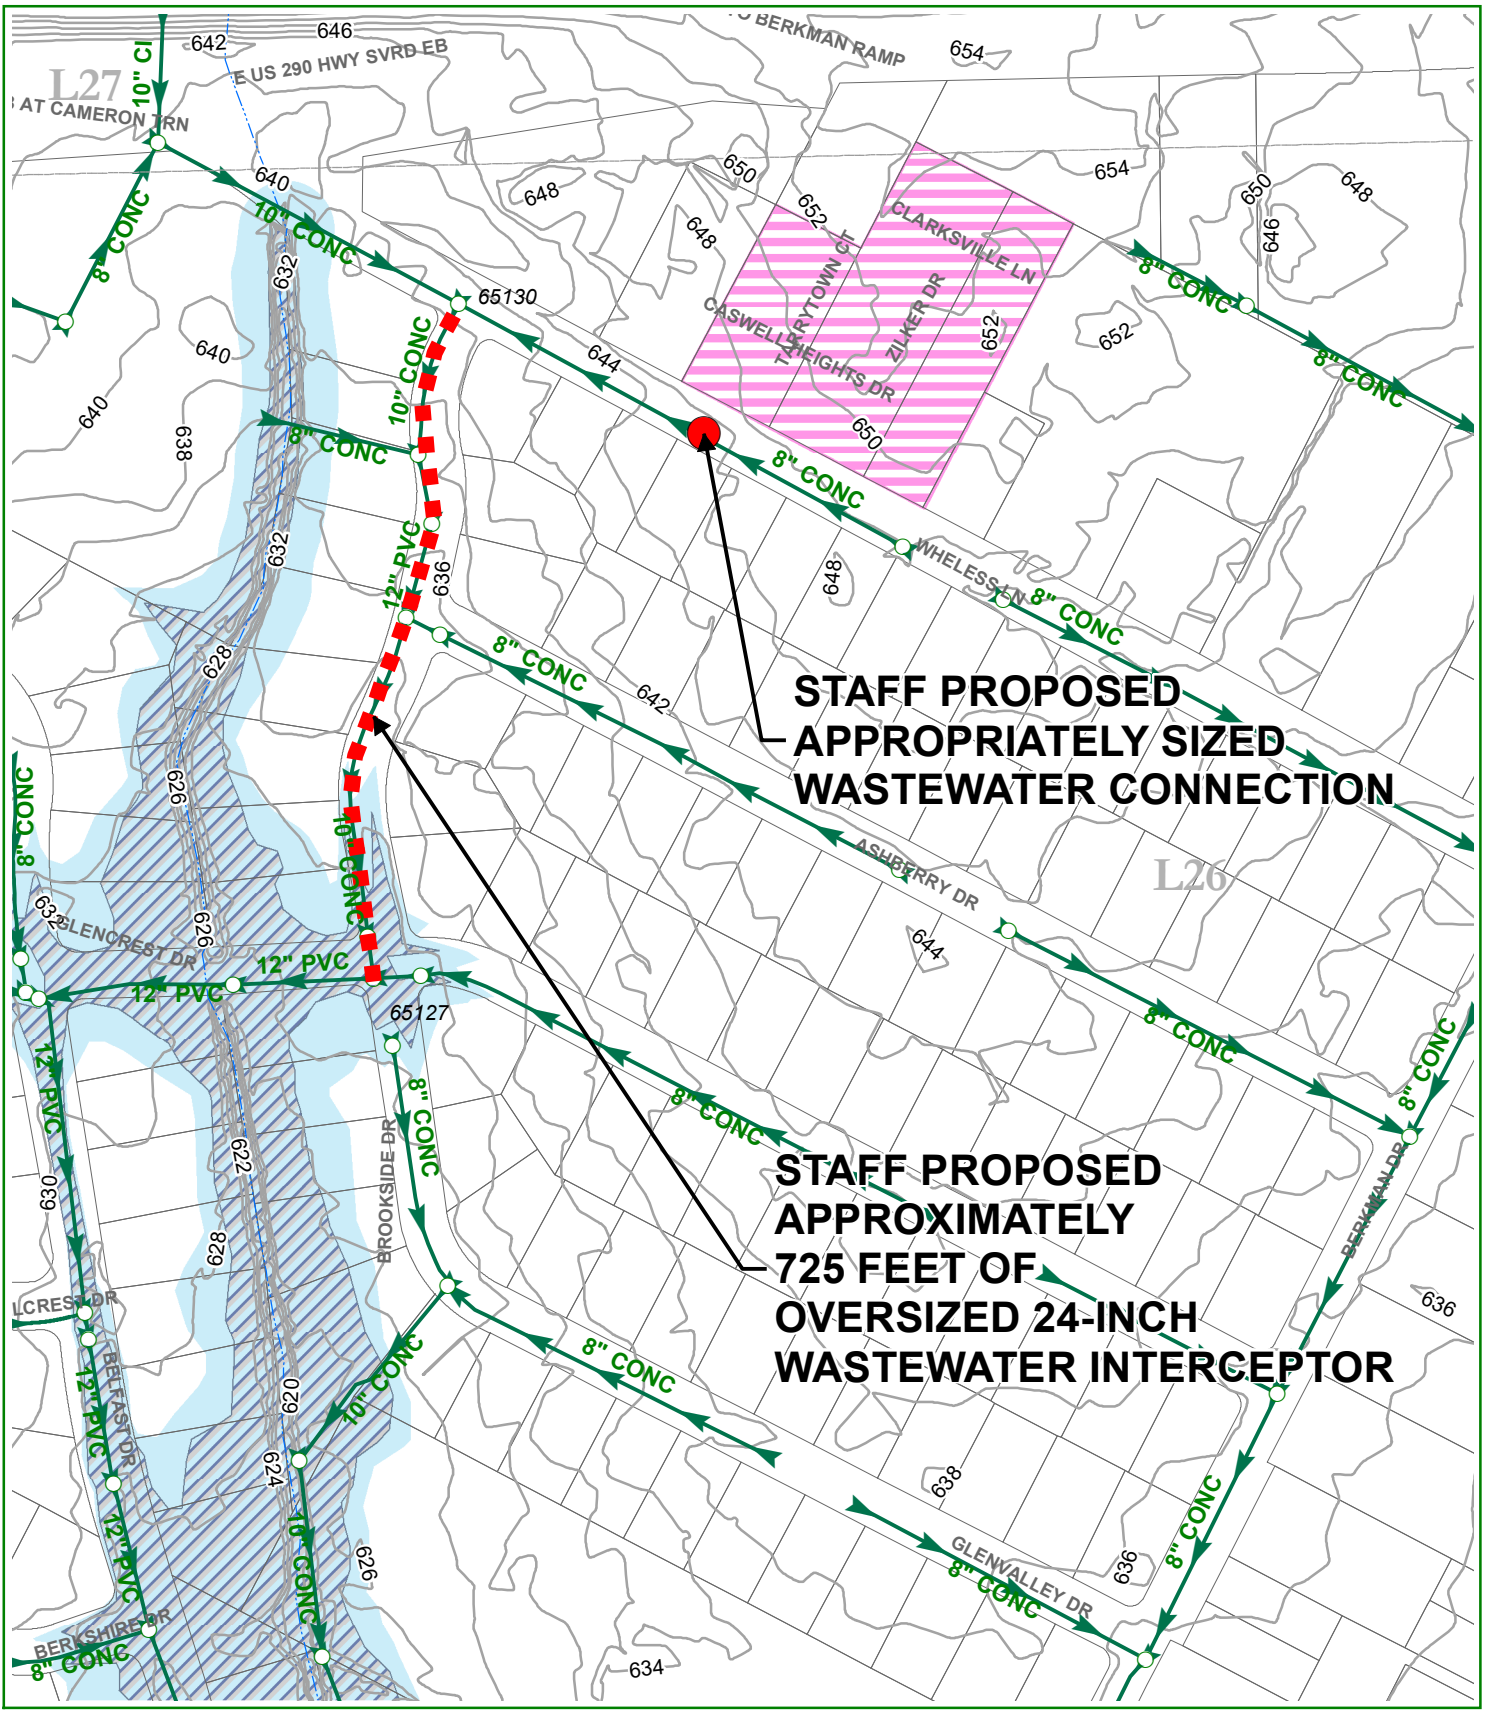 TO BERKMAN RAMP
642
646
654
E US 290 HWY SVRD EB
10" CI
L27
AT CAMERON TRN
640
650
654
648
650
648
652
8" CONC
10" CONC
CLARKSVILLE LN
648
646
632
TARRYTOWN CT
8" CONC
65130
CASWELL HEIGHTS DR
ZILKER DR
652
652
640
10" CONC
644
8" CONC
640
638
8" CONC
650
8" CONC
632
12" PVC
636
648
WHELESS LN
8" CONC
628
8" CONC
642
STAFF PROPOSED
APPROPRIATELY SIZED
WASTEWATER CONNECTION
626
8" CONC
10" CONC
ASHBERRY DR
L26
632
GLENCREST DR
626
644
12" PVC
12" PVC
65127
8" CONC
12" PVC
8" CONC
8" CONC
8" CONC
622
BROOKSIDE DR
630
628
BERKMAN DR
STAFF PROPOSED
APPROXIMATELY
725 FEET OF
OVERSIZED 24-INCH
WASTEWATER INTERCEPTOR
LCREST DR
636
8" CONC
10" CONC
12" PVC
BELFAST DR
620
624
638
8" CONC
12" PVC
10" CONC
626
636
GLENVALLEY DR
8" CONC
BERKSHIRE DR
8" CONC
634